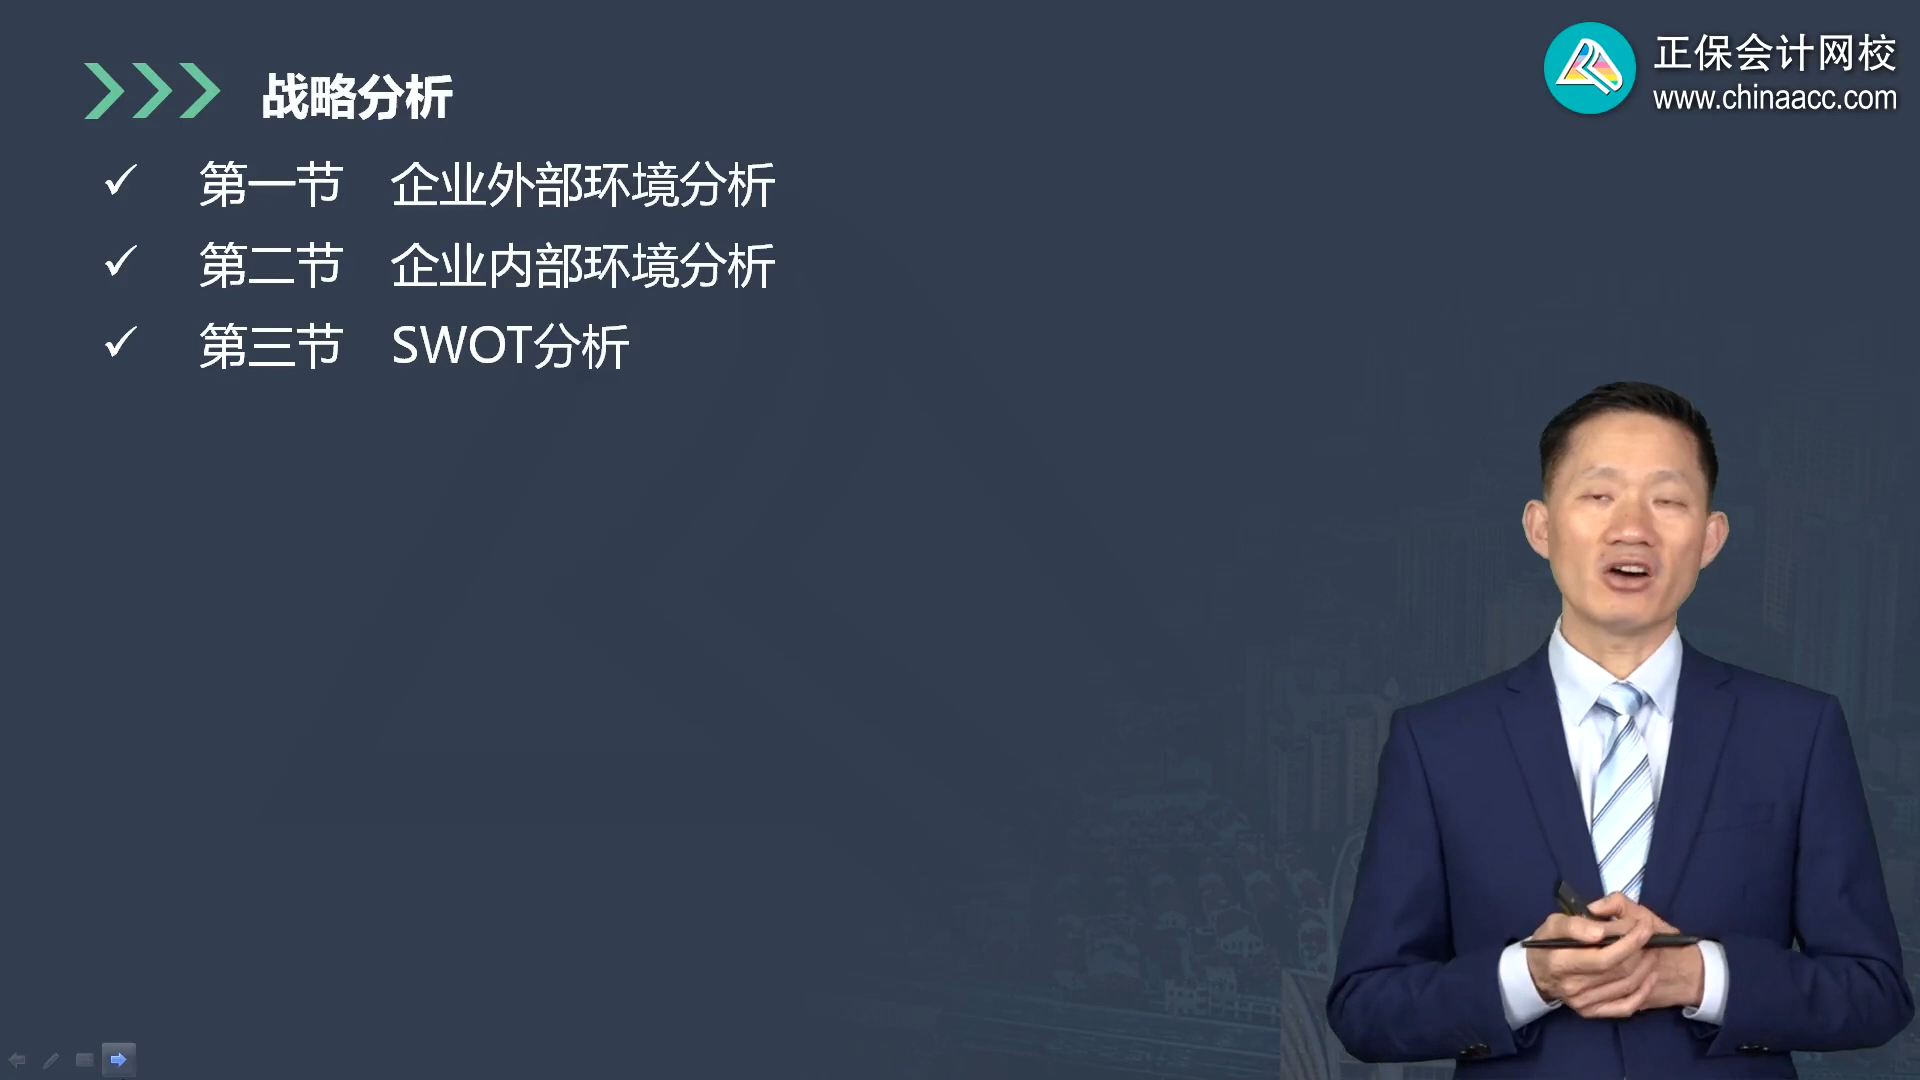 战略分析
正保会计网校
www.chinaacc.com
第一节 企业外部环境分析
第二节 企业内部环境分析
第三节 SWOT分析